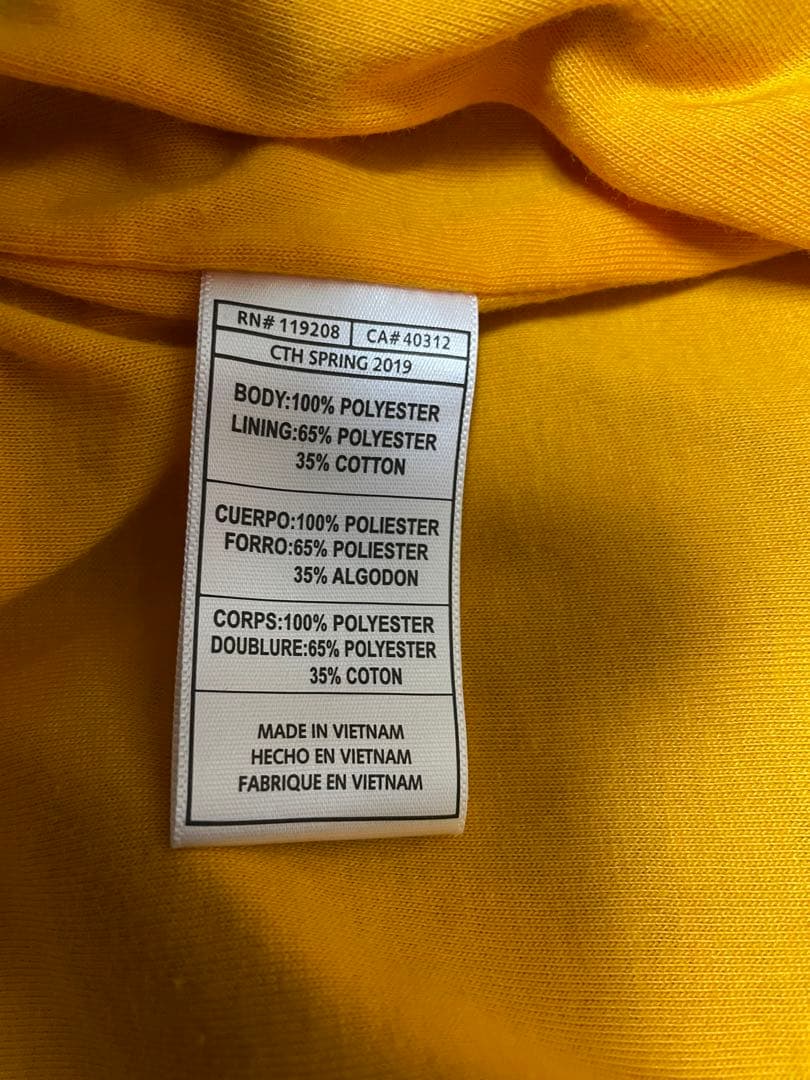 RN# 119208 CA# 40312
CTH SPRING 2019
BODY:100% POLYESTER
LINING:65% POLYESTER
35% COTTON
CUERPO:100% POLIESTER
FORRO:65% POLIESTER
35% ALGODON
CORPS:100% POLYESTER
DOUBLURE:65% POLYESTER
35% COTON
MADE IN VIETNAM
HECHO EN VIETNAM
FABRIQUE EN VIETNAM